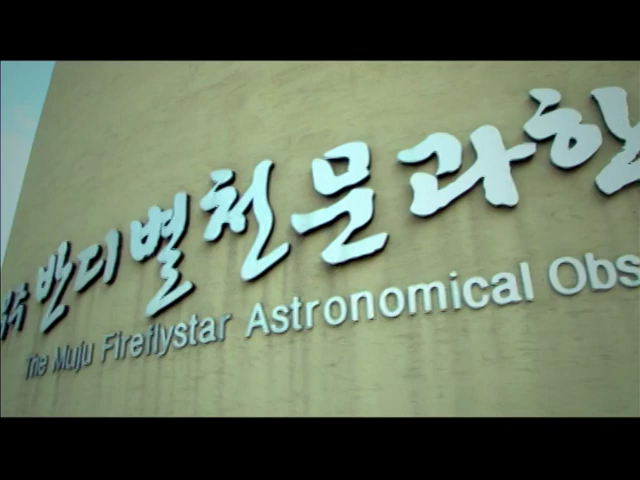 반디별천문과학
The Muju Fireflystar Astronomical Obs